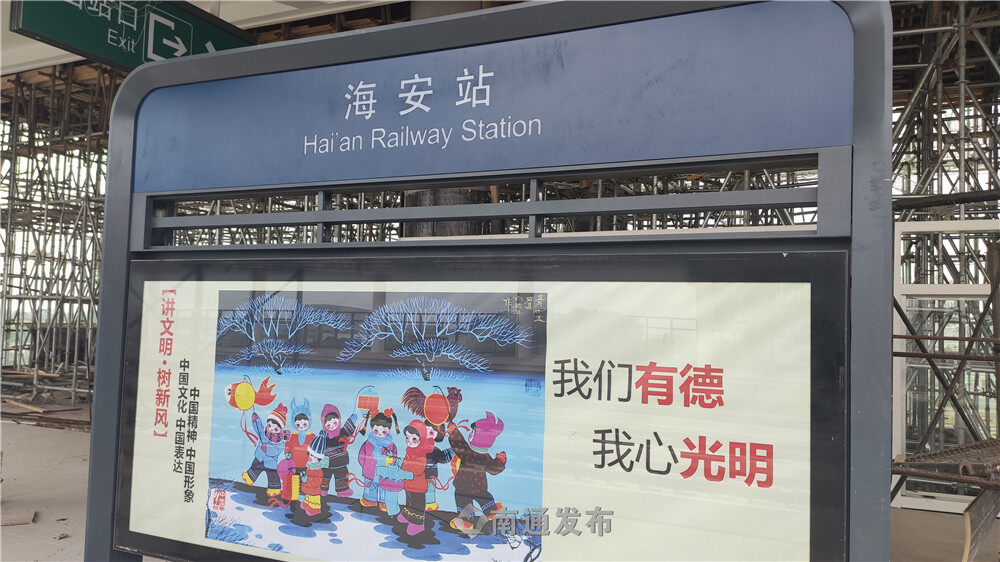 站口
Exit
海安站
Hai'an Railway Station
【讲文明·树新风】
中国精神 中国形象
中国文化 中国表达
我们有德
我心光明
南通发布